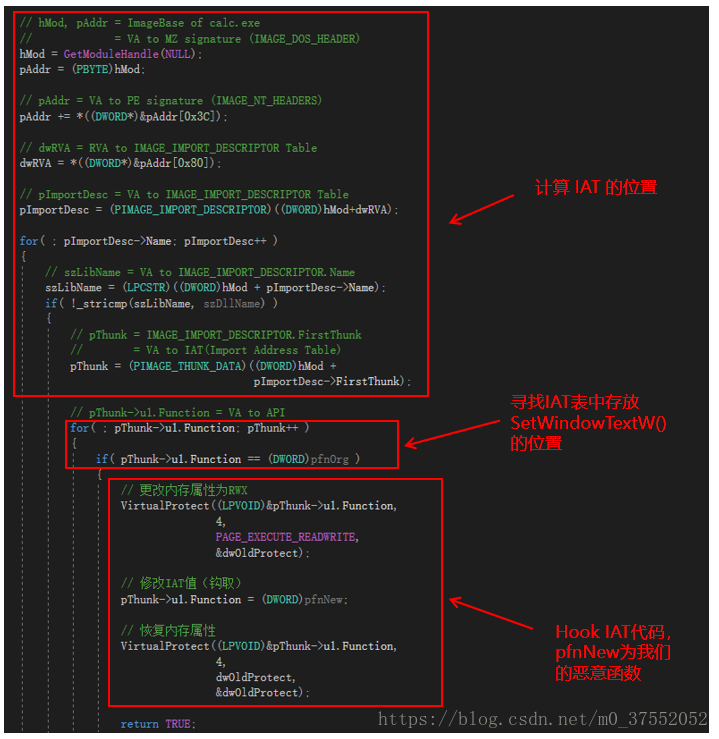 // hMod, pAddr = ImageBase of calc.exe
//             = VA to MZ signature (IMAGE_DOS_HEADER)
hMod = GetModuleHandle(NULL);
pAddr = (PBYTE)hMod;
// pAddr = VA to PE signature (IMAGE_NT_HEADERS)
pAddr += *((DWORD*)&pAddr[0x3C]);
// dwRVA = RVA to IMAGE_IMPORT_DESCRIPTOR Table
dwRVA = *((DWORD*)&pAddr[0x80]);
// pImportDesc = VA to IMAGE_IMPORT_DESCRIPTOR Table
pImportDesc = (PIMAGE_IMPORT_DESCRIPTOR)((DWORD)hMod+dwRVA);
for( ; pImportDesc->Name; pImportDesc++ )
{
// szLibName = VA to IMAGE_IMPORT_DESCRIPTOR.Name
szLibName = (LPCSTR)((DWORD)hMod + pImportDesc->Name);
if( !_stricmp(szLibName, szDllName) )
{
// pThunk = IMAGE_IMPORT_DESCRIPTOR.FirstThunk
//        = VA to IAT(Import Address Table)
pThunk = (PIMAGE_THUNK_DATA)((DWORD)hMod +
pImportDesc->FirstThunk);
计算 IAT 的位置
// pThunk->u1.Function = VA to API
for( ; pThunk->u1.Function; pThunk++ )
{
if( pThunk->u1.Function == (DWORD)pfnOrg )
{
寻找IAT表中存放
SetWindowTextW()
的位置
// 更改内存属性为RWX
VirtualProtect((LPVOID)&pThunk->u1.Function,
4,
PAGE_EXECUTE_READWRITE,
&dwOldProtect);
// 修改IAT值（钩取）
pThunk->u1.Function = (DWORD)pfnNew;
// 恢复内存属性
VirtualProtect((LPVOID)&pThunk->u1.Function,
4,
dwOldProtect,
&dwOldProtect);
Hook IAT代码，
pfnNew为我们
的恶意函数
return TRUE;
https://blog.csdn.net/m0_37552052